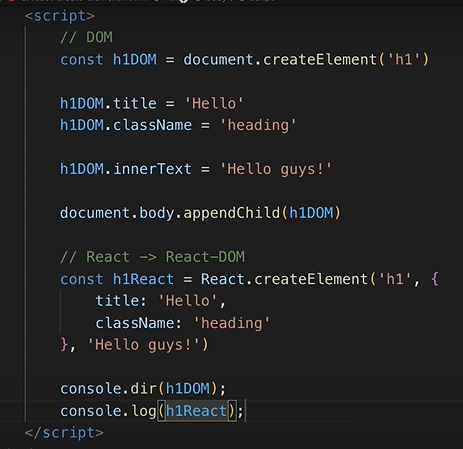 <script>
// DOM
const h1DOM = document.createElement('h1')
h1DOM.title = 'Hello'
h1DOM.className = 'heading'
h1DOM.innerText = 'Hello guys!'
document.body.appendChild(h1DOM)
// React -> React-DOM
const h1React = React.createElement('h1', {
title: 'Hello',
className: 'heading'
}, 'Hello guys!')
console.dir(h1DOM);
console.log(h1React);
</script>